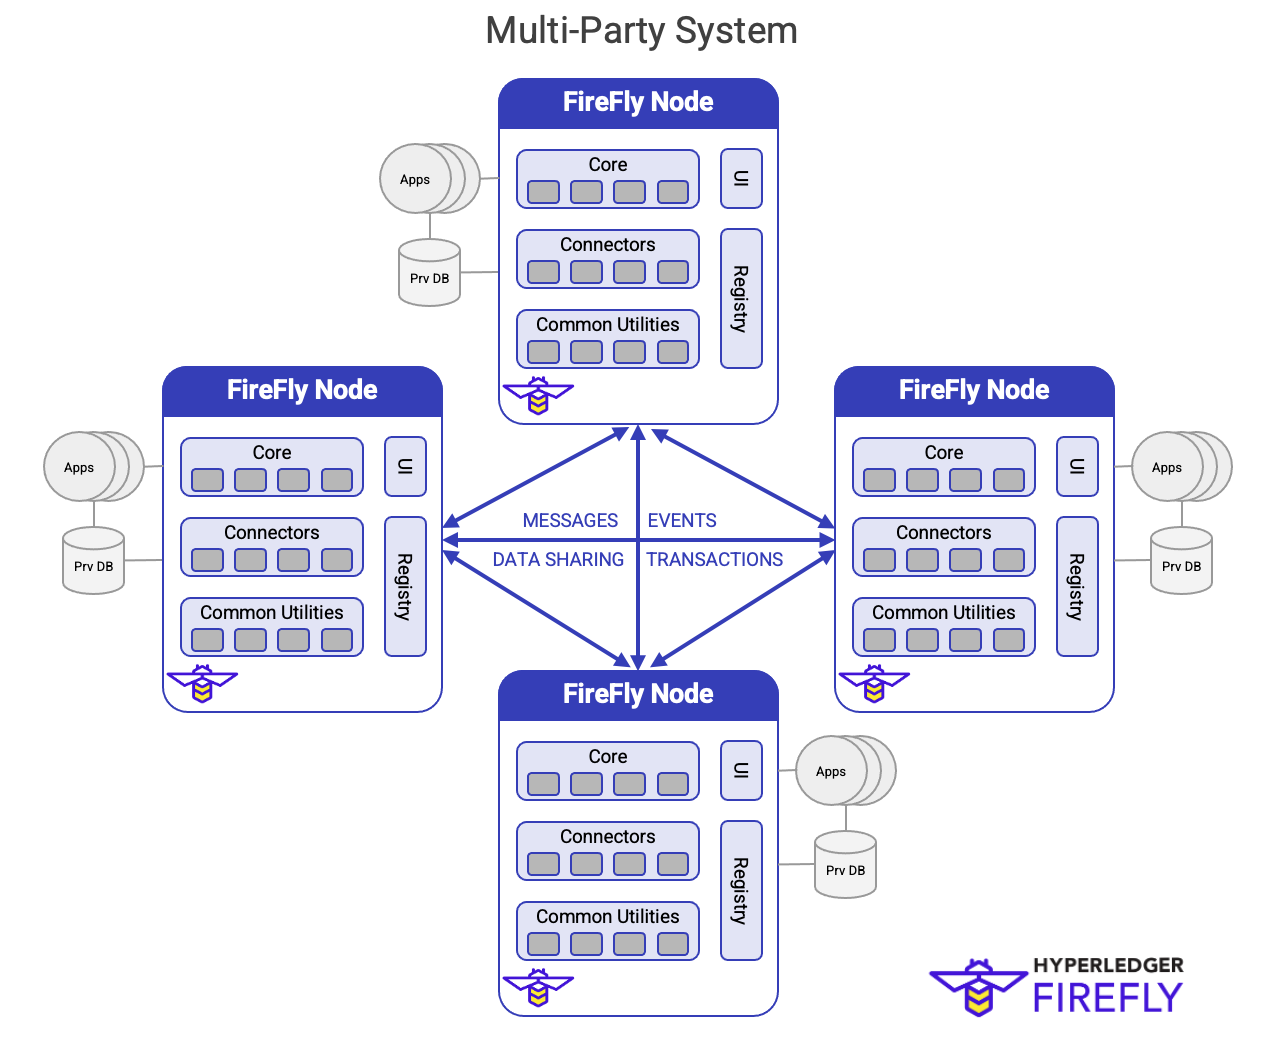 Multi-Party System
FireFly Node
Core
UI
Apps
Connectors
Registry
Prv DB
Common Utilities
FireFly Node
Core
UI
Apps
Connectors
Registry
Prv DB
Common Utilities
FireFly Node
Core
UI
Apps
Connectors
Registry
Prv DB
Common Utilities
MESSAGES
EVENTS
DATA SHARING
TRANSACTIONS
FireFly Node
Core
UI
Apps
Connectors
Registry
Prv DB
Common Utilities
HYPERLEDGER
FIREFLY